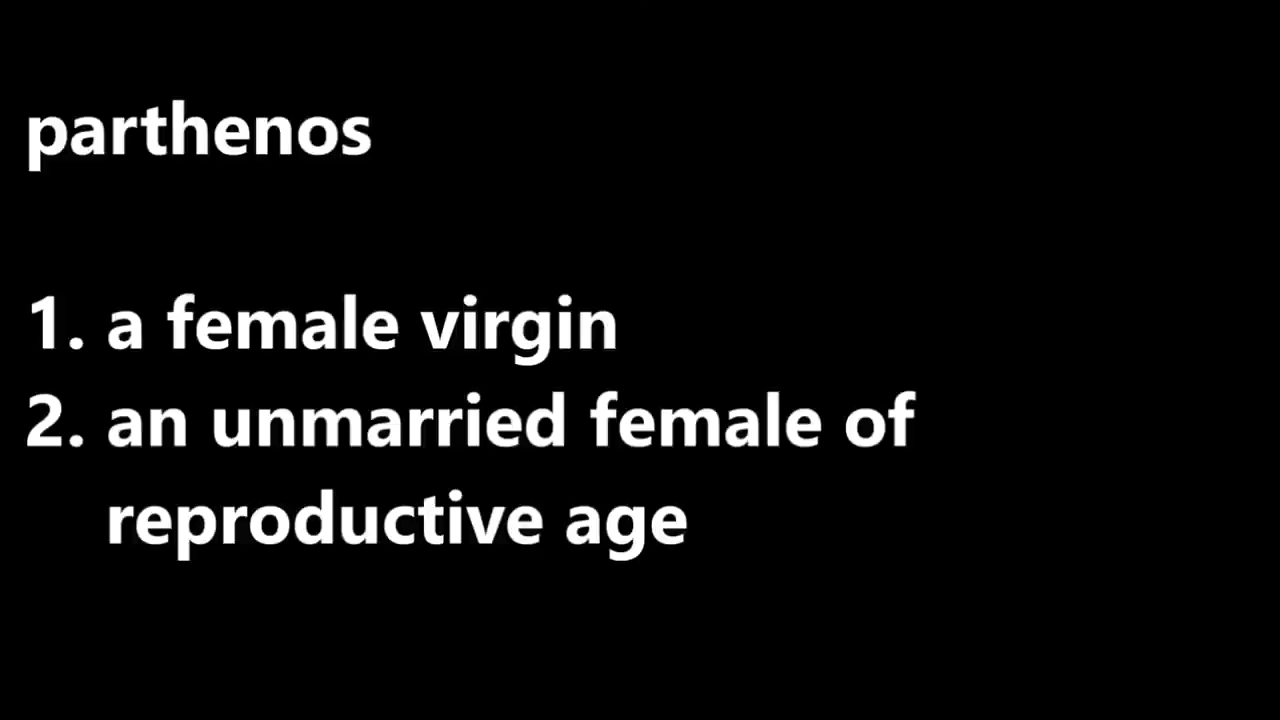 parthenos
1. a female virgin
2. an unmarried female of
reproductive age